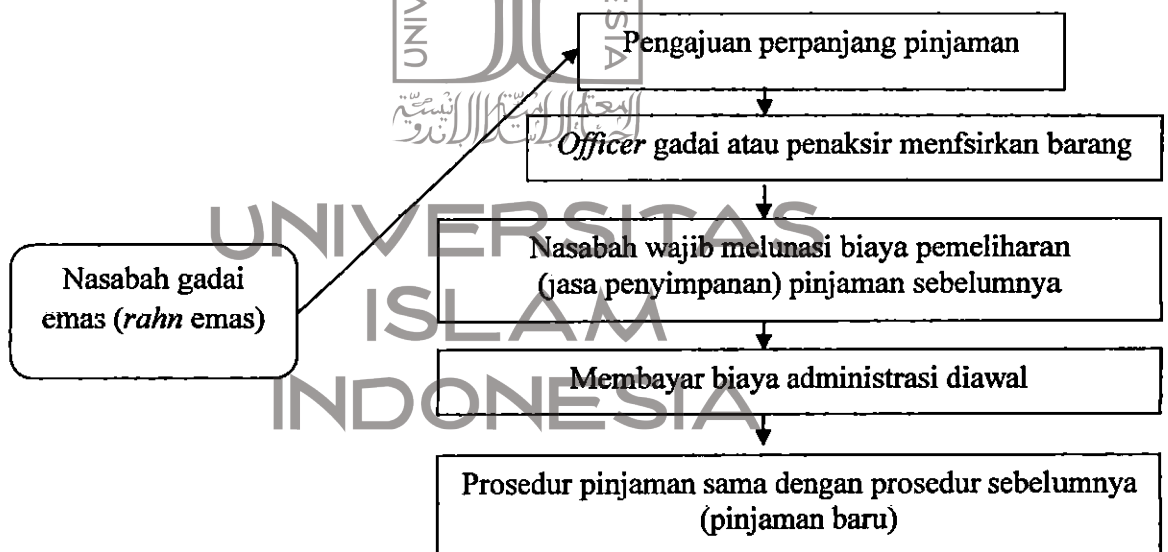 Pengajuan perpanjang pinjaman
Officer gadai atau penaksir menfsirkan barang
Nasabah wajib melunasi biaya pemeliharan
(jasa penyimpanan) pinjaman sebelumnya
Nasabah gadai
emas (rahn emas)
Membayar biaya administrasi diawal
Prosedur pinjaman sama dengan prosedur sebelumnya
(pinjaman baru)
UNIVERSITAS
ISLAM
INDONESIA